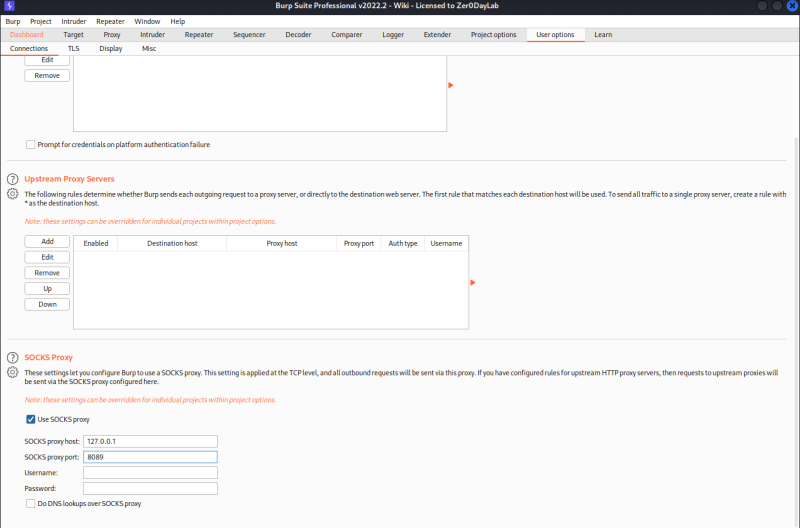 Burp Suite Professional v2022.2 - Wiki - Licensed to Zer0DayLab
Burp Project Intruder Repeater Window Help
Dashboard Target Proxy Intruder Repeater Sequencer Decoder Comparer Logger Extender Project options User options Learn
Connections TLS Display Misc
Edit
Remove
Prompt for credentials on platform authentication failure
? Upstream Proxy Servers
The following rules determine whether Burp sends each outgoing request to a proxy server, or directly to the destination web server. The first rule that matches each destination host will be used. To send all traffic to a single proxy server, create a rule with
* as the destination host.
Note: these settings can be overridden for individual projects within project options.
Add Enabled Destination host Proxy host Proxy port Auth type Username
Edit
Remove
Up
Down
? SOCKS Proxy
These settings let you configure Burp to use a SOCKS proxy. This setting is applied at the TCP level, and all outbound requests will be sent via this proxy. If you have configured rules for upstream HTTP proxy servers, then requests to upstream proxies will
be sent via the SOCKS proxy configured here.
Note: these settings can be overridden for individual projects within project options.
Use SOCKS proxy
SOCKS proxy host: 127.0.0.1
SOCKS proxy port: 8089
Username:
Password:
Do DNS lookups over SOCKS proxy